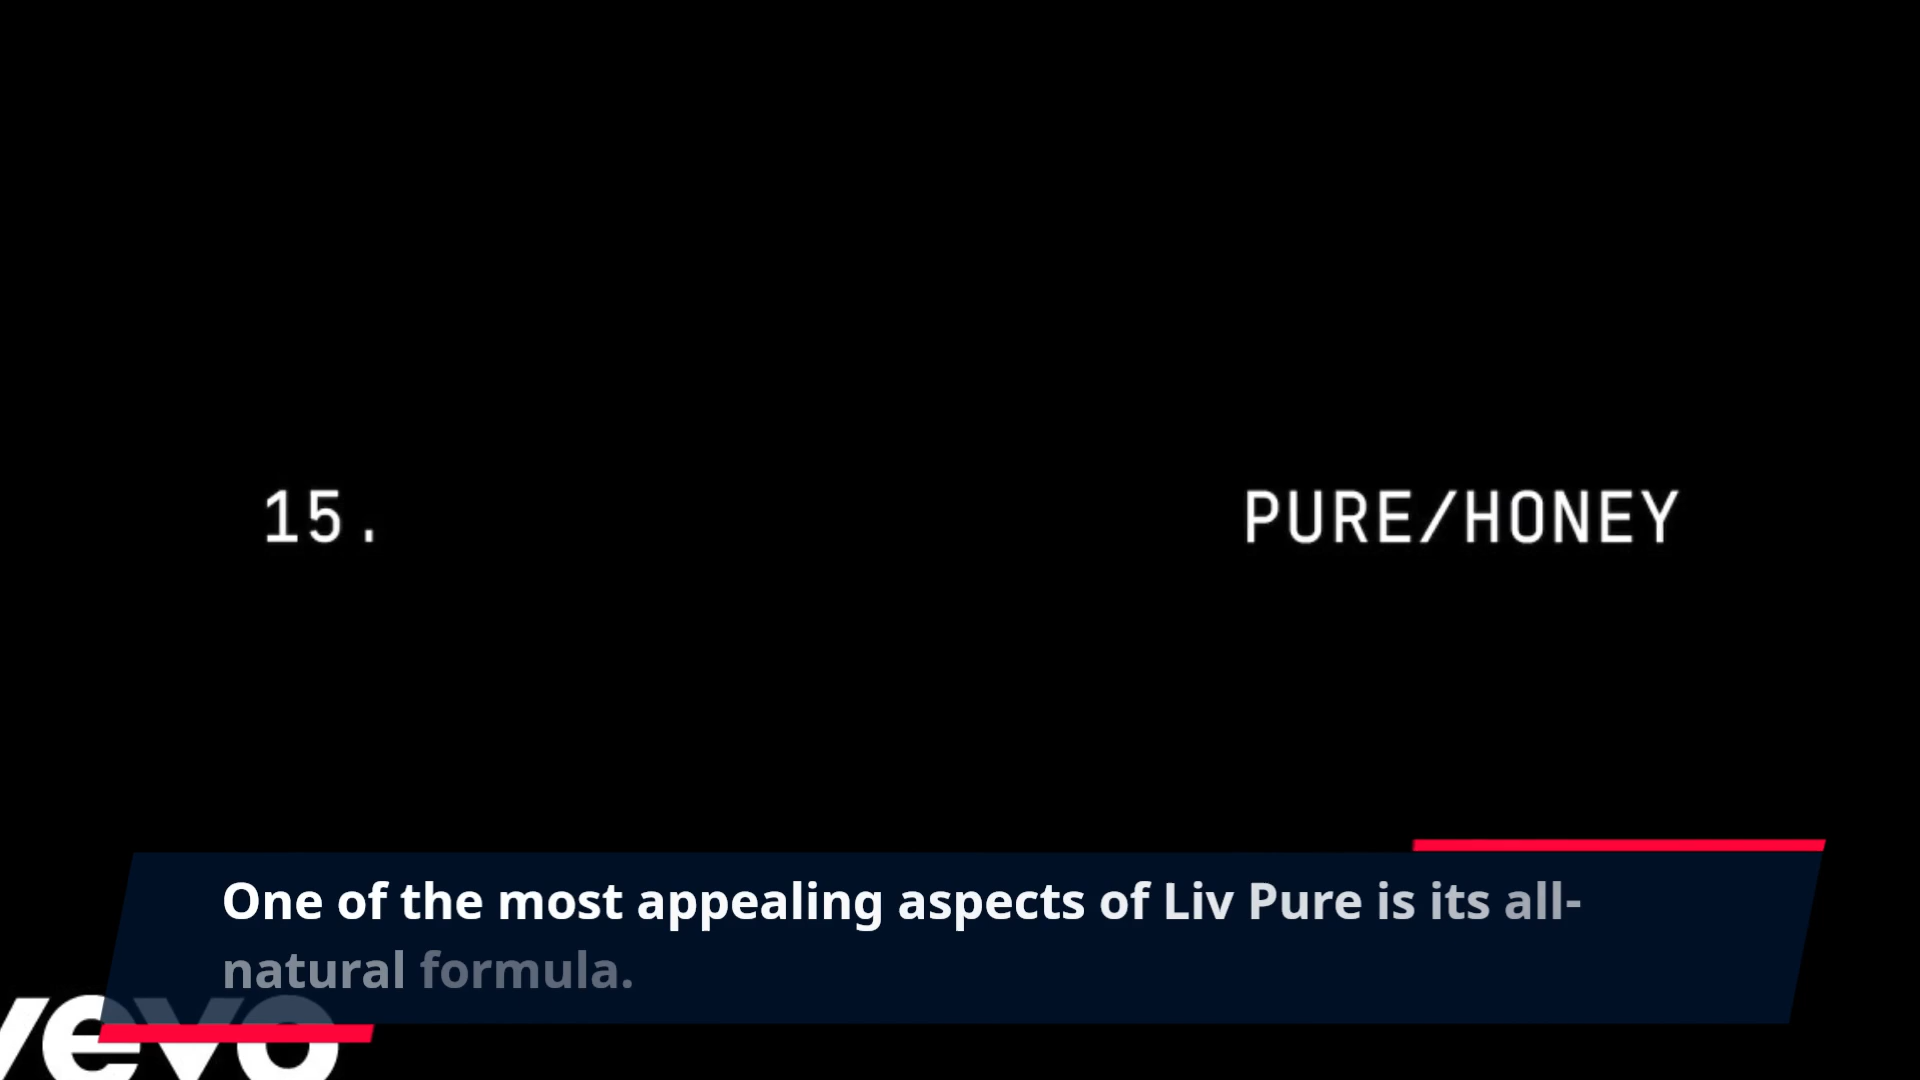 15. PURE/HONEY
One of the most appealing aspects of Liv Pure is its all-
natural formula.
vevo